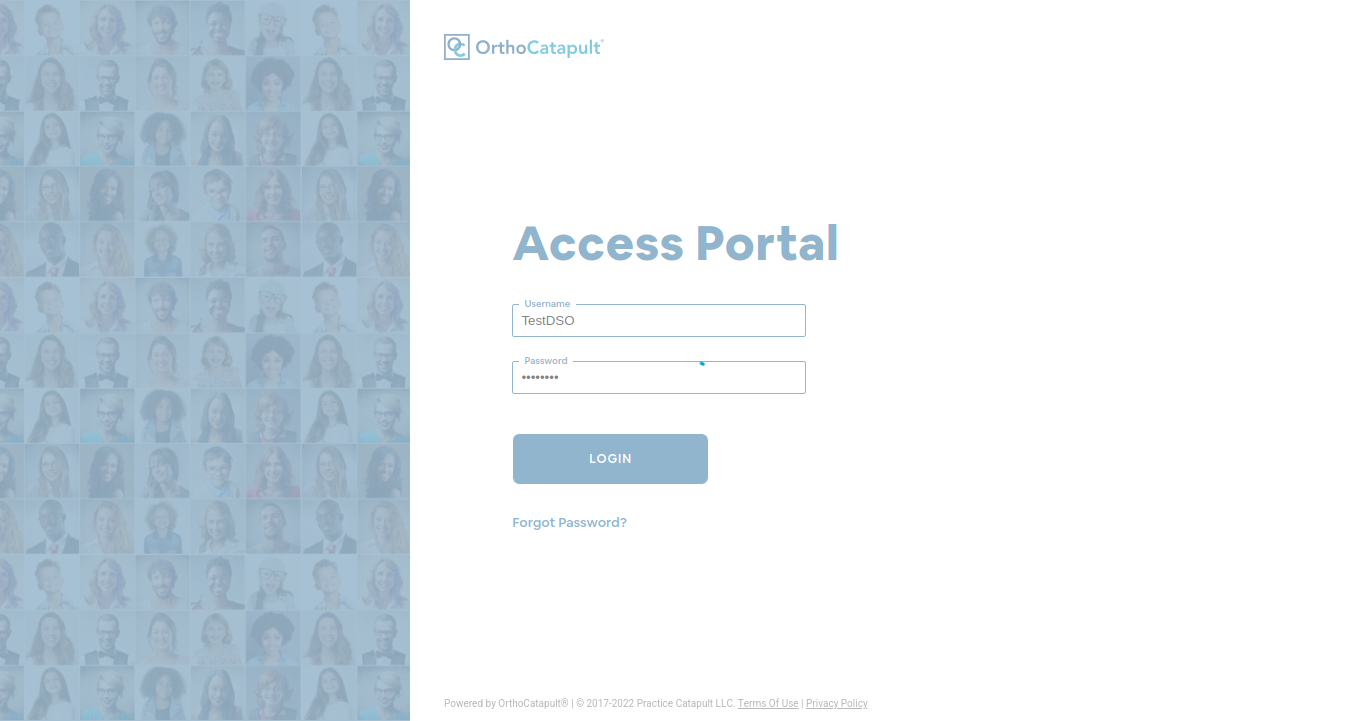 OrthoCatapult®
Access Portal
Username
TestDSO
Password
••••••••
LOGIN
Forgot Password?
Powered by OrthoCatapult® | © 2017-2022 Practice Catapult LLC. Terms Of Use | Privacy Policy